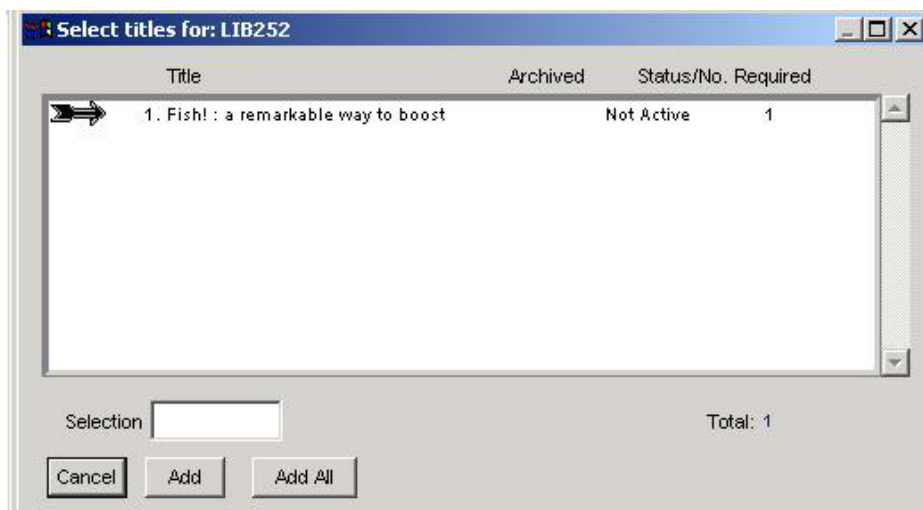 Select titles for: LIB252
Title Archived Status/No. Required
1. Fish! : a remarkable way to boost Not Active 1
Selection Total: 1
Cancel Add Add All